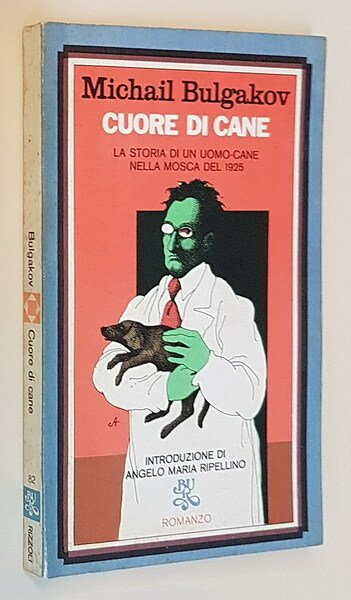 Michail Bulgakov
CUORE DI CANE
LA STORIA DI UN UOMO-CANE
NELLA MOSCA DEL 1925
INTRODUZIONE DI
ANGELO MARIA RIPELLINO
BUR
ROMANZO
Bulgakov
Cuore di cane
82
BUR
RIZZOLI